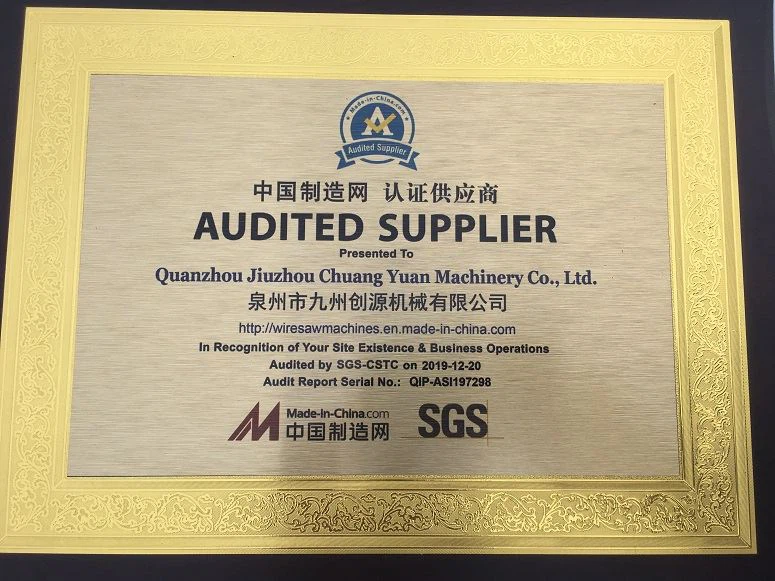 Made-in-China.com
Audited Supplier
中国制造网 认证供应商
AUDITED SUPPLIER
Presented To
Quanzhou Jiuzhou Chuang Yuan Machinery Co., Ltd.
泉州市九州创源机械有限公司
http://wiresawmachines.en.made-in-china.com
In Recognition of Your Site Existence & Business Operations
Audited by SGS-CSTC on 2019-12-20
Audit Report Serial No.: QIP-ASI197298
Made-in-China.com
中国制造网
SGS